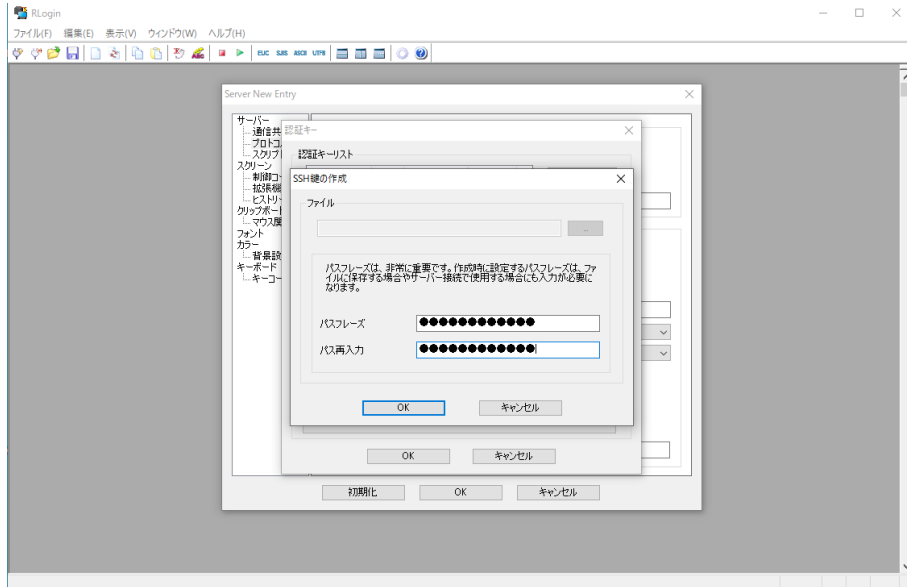 RLogin
ファイル(F) 編集(E) 表示(V) ウィンドウ(W) ヘルプ(H)
EUC SJIS ASCII UTF8
Server New Entry
サーバー
通信共
プロトコ
スクリプ
スクリーン
制御コー
拡張機
ヒストリ
クリップボー
マウス
フォント
カラー
背景設
キーボード
キーコー
認証キー
認証キーリスト
SSH鍵の作成
ファイル
...
パスフレーズは、非常に重要です。作成時に設定するパスフレーズは、ファ
イルに保存する場合やサーバー接続で使用する場合にも入力が必要に
なります。
パスフレーズ ●●●●●●●●●●●●
パス再入力 ●●●●●●●●●●●●
OK キャンセル
OK キャンセル
初期化 OK キャンセル